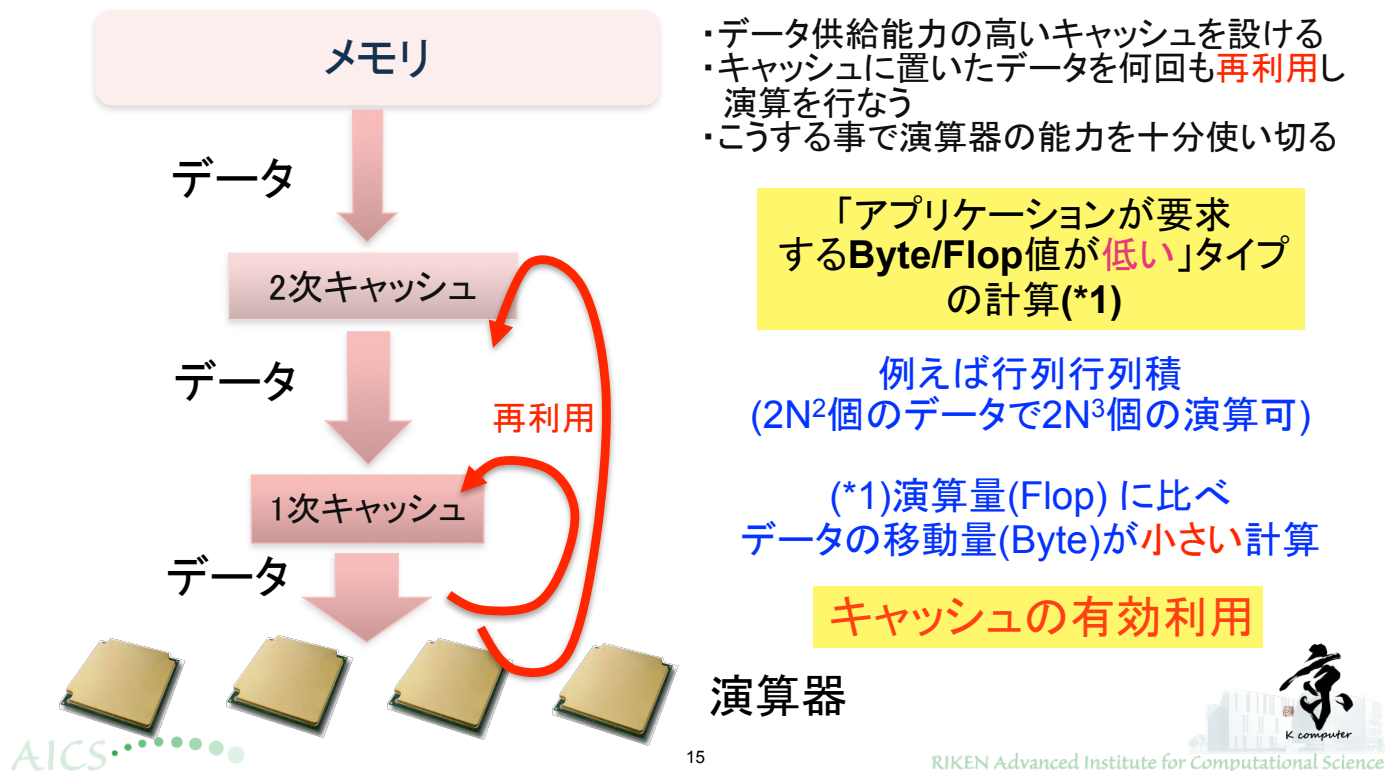 メモリ
データ
2次キャッシュ
データ
再利用
1次キャッシュ
データ
演算器
・データ供給能力の高いキャッシュを設ける
・キャッシュに置いたデータを何回も再利用し
演算を行なう
・こうする事で演算器の能力を十分使い切る
「アプリケーションが要求
するByte/Flop値が低い」タイプ
の計算(*1)
例えば行列行列積
(2N²個のデータで2N³個の演算可)
(*1)演算量(Flop) に比べ
データの移動量(Byte)が小さい計算
キャッシュの有効利用
京
K computer
AICS
15
RIKEN Advanced Institute for Computational Science